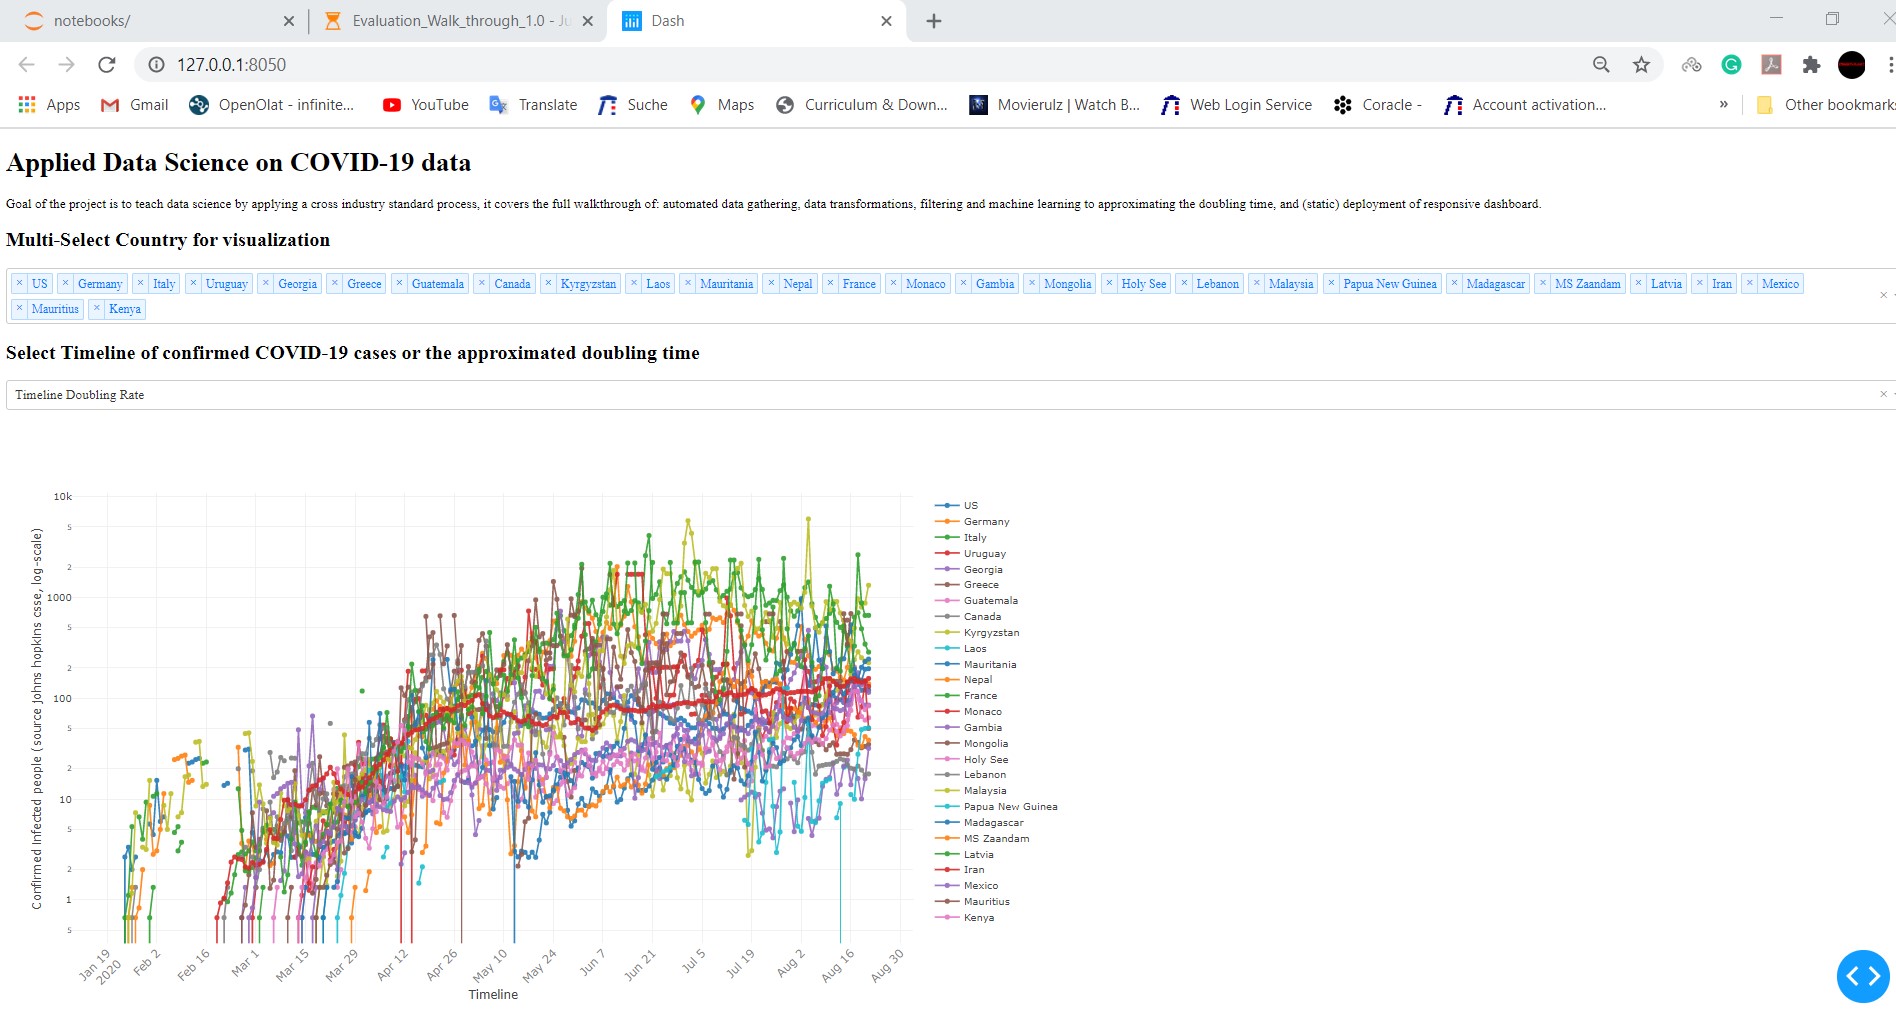 notebooks/
Evaluation_Walk_through_1.0 - Ju
Dash
127.0.0.1:8050
Apps
Gmail
OpenOlat - infinite...
YouTube
Translate
Suche
Maps
Curriculum & Down...
Movierulz | Watch B...
Web Login Service
Coracle -
Account activation...
»
Other bookmarks
Applied Data Science on COVID-19 data
Goal of the project is to teach data science by applying a cross industry standard process, it covers the full walkthrough of: automated data gathering, data transformations, filtering and machine learning to approximating the doubling time, and (static) deployment of responsive dashboard.
Multi-Select Country for visualization
× US × Germany × Italy × Uruguay × Georgia × Greece × Guatemala × Canada × Kyrgyzstan × Laos × Mauritania × Nepal × France × Monaco × Gambia × Mongolia × Holy See × Lebanon × Malaysia × Papua New Guinea × Madagascar × MS Zaandam × Latvia × Iran × Mexico
× Mauritius × Kenya
Select Timeline of confirmed COVID-19 cases or the approximated doubling time
Timeline Doubling Rate
Confirmed infected people (source johns hopkins csse, log-scale)
10k
5
2
1000
5
2
100
5
2
10
5
2
1
5
Jan 19
2020
Feb 2
Feb 16
Mar 1
Mar 15
Mar 29
Apr 12
Apr 26
May 10
May 24
Jun 7
Jun 21
Jul 5
Jul 19
Aug 2
Aug 16
Aug 30
Timeline
US
Germany
Italy
Uruguay
Georgia
Greece
Guatemala
Canada
Kyrgyzstan
Laos
Mauritania
Nepal
France
Monaco
Gambia
Mongolia
Holy See
Lebanon
Malaysia
Papua New Guinea
Madagascar
MS Zaandam
Latvia
Iran
Mexico
Mauritius
Kenya